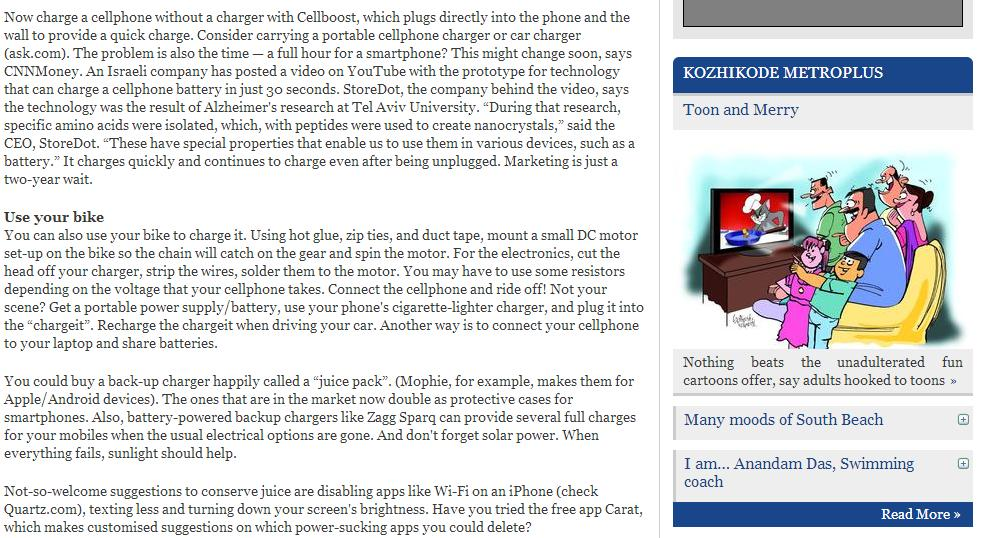 Now charge a cellphone without a charger with Cellboost, which plugs directly into the phone and the
wall to provide a quick charge. Consider carrying a portable cellphone charger or car charger
(ask.com). The problem is also the time — a full hour for a smartphone? This might change soon, says
CNNMoney. An Israeli company has posted a video on YouTube with the prototype for technology
that can charge a cellphone battery in just 30 seconds. StoreDot, the company behind the video, says
the technology was the result of Alzheimer's research at Tel Aviv University. “During that research,
specific amino acids were isolated, which, with peptides were used to create nanocrystals,” said the
CEO, StoreDot. “These have special properties that enable us to use them in various devices, such as a
battery.” It charges quickly and continues to charge even after being unplugged. Marketing is just a
two-year wait.
Use your bike
You can also use your bike to charge it. Using hot glue, zip ties, and duct tape, mount a small DC motor
set-up on the bike so the chain will catch on the gear and spin the motor. For the electronics, cut the
head off your charger, strip the wires, solder them to the motor. You may have to use some resistors
depending on the voltage that your cellphone takes. Connect the cellphone and ride off! Not your
scene? Get a portable power supply/battery, use your phone's cigarette-lighter charger, and plug it into
the “chargeit”. Recharge the chargeit when driving your car. Another way is to connect your cellphone
to your laptop and share batteries.
You could buy a back-up charger happily called a “juice pack”. (Mophie, for example, makes them for
Apple/Android devices). The ones that are in the market now double as protective cases for
smartphones. Also, battery-powered backup chargers like Zagg Sparq can provide several full charges
for your mobiles when the usual electrical options are gone. And don't forget solar power. When
everything fails, sunlight should help.
Not-so-welcome suggestions to conserve juice are disabling apps like Wi-Fi on an iPhone (check
Quartz.com), texting less and turning down your screen's brightness. Have you tried the free app Carat,
which makes customised suggestions on which power-sucking apps you could delete?
KOZHIKODE METROPLUS
Toon and Merry
Nothing beats the unadulterated fun
cartoons offer, say adults hooked to toons »
Many moods of South Beach
I am... Anandam Das, Swimming
coach
Read More »